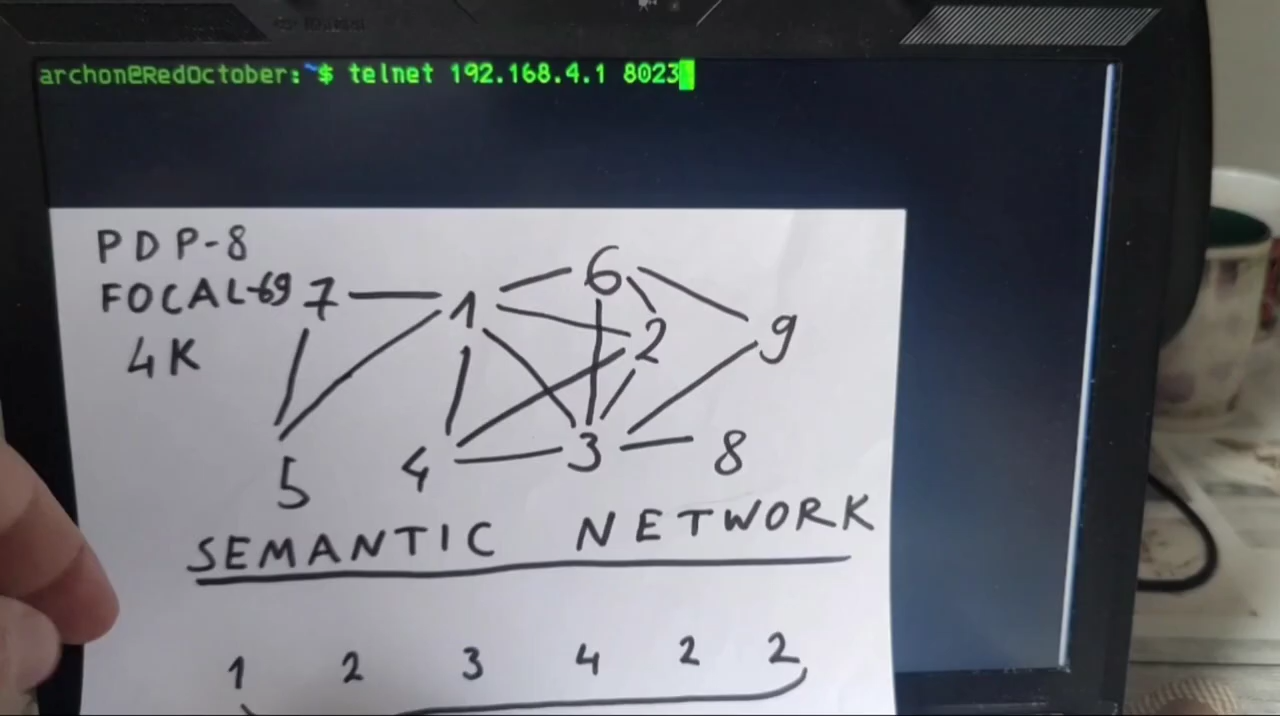 archon@RedOctober:~$ telnet 192.168.4.1 8023
PDP-8
FOCAL-69
4K
6
7 1
2 9
5 4 3 8
SEMANTIC NETWORK
1 2 3 4 2 2